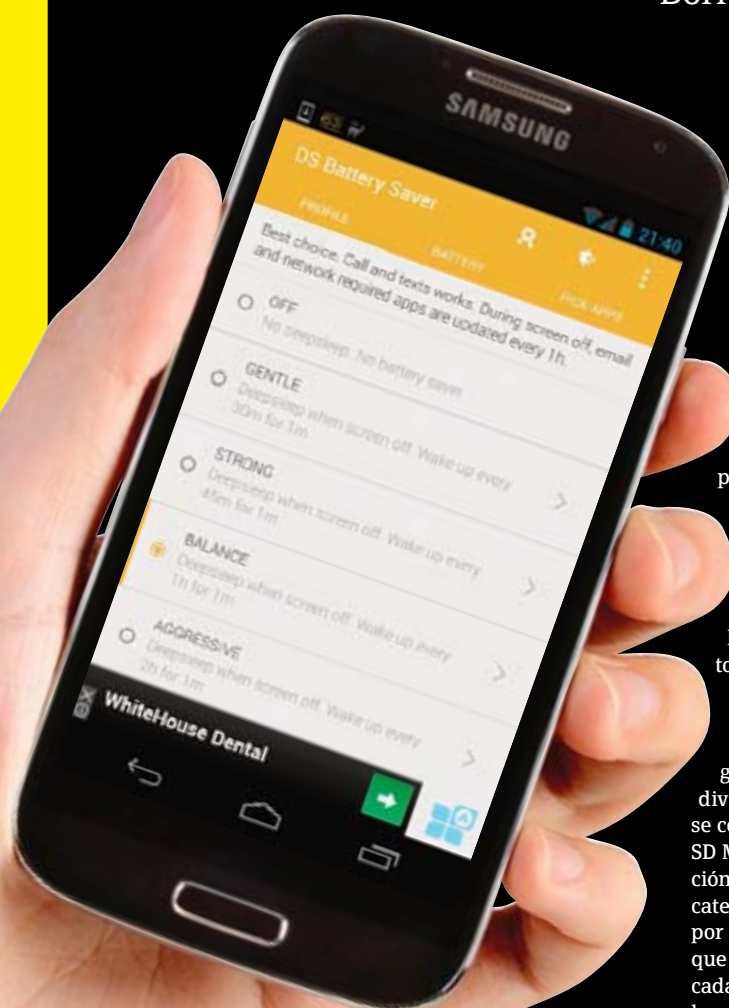 SAMSUNG
21:40
DS Battery Saver
PROFILE
BATTERY
PICK APPS
Best choice. Call and texts works. During screen off, email
and network required apps are updated every 1h.
OFF
No deepsleep. No battery saver
GENTLE
Deepsleep when screen off. Wake up every
30m for 1m
STRONG
Deepsleep when screen off. Wake up every
45m for 1m
BALANCE
Deepsleep when screen off. Wake up every
1h for 1m
AGGRESSIVE
Deepsleep when screen off. Wake up every
2h for 1m
WhiteHouse Dental
p
to
g
div
se co
SD M
ción
cate
por
que
cada